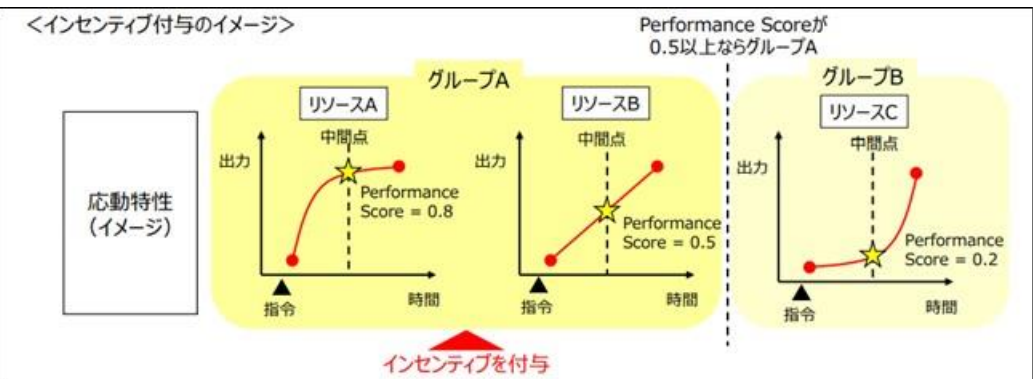 <インセンティブ付与のイメージ>
Performance Scoreが
0.5以上ならグループA
グループA
グループB
リソースA
リソースB
リソースC
中間点
中間点
中間点
出力
出力
出力
応動特性
(イメージ)
Performance
Score = 0.8
Performance
Score = 0.5
Performance
Score = 0.2
指令
時間
指令
時間
指令
時間
インセンティブを付与